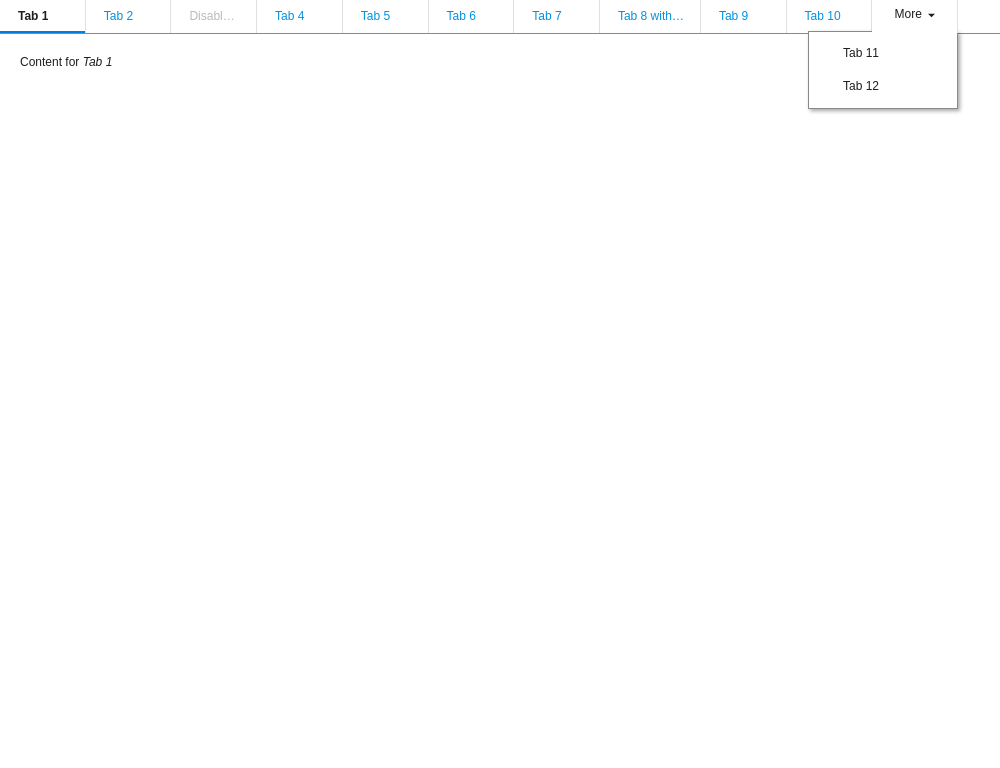 Tab 1 Tab 2 Disabl… Tab 4 Tab 5 Tab 6 Tab 7 Tab 8 with… Tab 9 Tab 10 More
Tab 11
Content for Tab 1
Tab 12